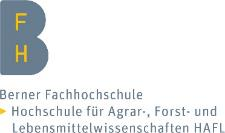 F
H
Berner Fachhochschule
Hochschule für Agrar-, Forst- und
Lebensmittelwissenschaften HAFL